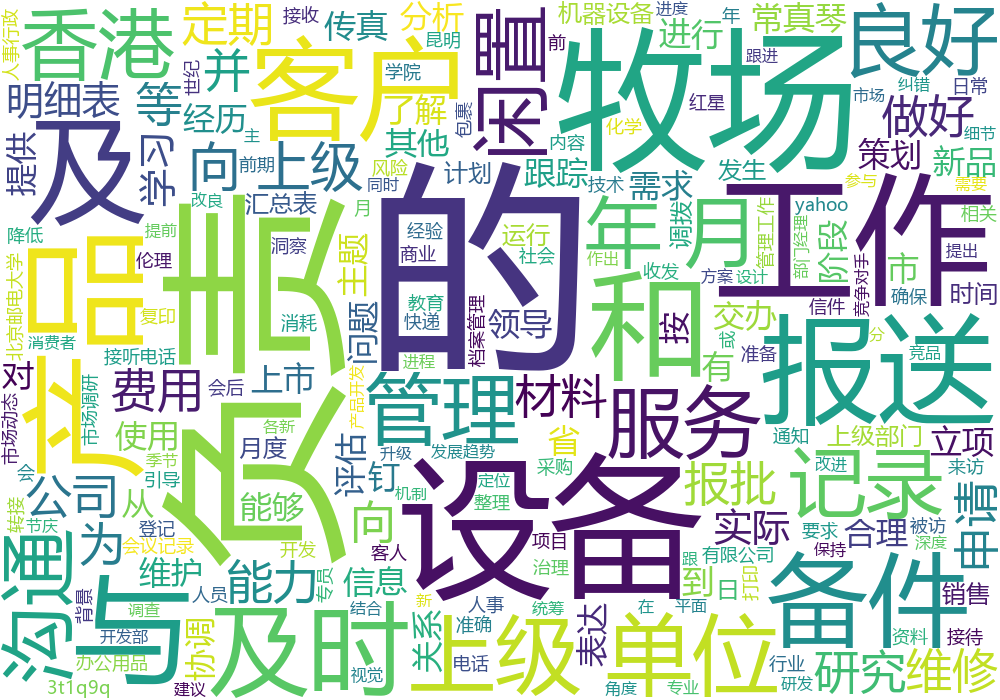 人事行政
香港
定期
接收
传真
分析
昆明
闲置
前
机器设备
进度
年
常真琴
良好
进行
跟进
世纪
并
客户
学院
了解
包裹
牧场
红星
市场
纠错
日常
明细表
等
经历
其他
内容
化学
做好
细节
提供
及
学习
向
主
前期
上级
风险
同时
计划
跟踪
技术
需求
发生
策划
参与
新品
需要
改良
汇总表
月
负责
的
工作
年
月
调拨
管理工作
yahoo
相关
降低
提前
伦理
洞察
主题
经验
商业
运行
社会
作出
收发
部门经理
阶段
提出
北京邮电大学
产品
复印
消耗
教育
快递
领导
和
方案
设计
信件
竞争对手
市
确保
时间
消费者
接听电话
问题
档案管理
按
交办
报送
分
市场动态
对
市场调研
费用
会后
上市
产品开发
进程
管理
材料
服务
省
有
准备
竞品
会
季节
引导
使用
月度
各新
评估
升级
发展趋势
钉
通知
上级部门
立项
转接
节庆
公司
从
能够
机制
定位
整理
采购
设备
报批
记录
改进
来访
申请
登记
会议记录
开发
向
客人
项目
实际
要求
合理
被访
沟通
为
与
维护
能力
专员
信息
治理
跟
有限公司
到
日
打印
保持
深度
备件
销售
背景
人员
调查
协调
及时
结合
新
人事
统筹
在
平面
开发部
关系
准确
上级
单位
表达
资料
接待
办公用品
视觉
电话
行业
研究
维修
3t1q9q
建议
角度
专业
研发